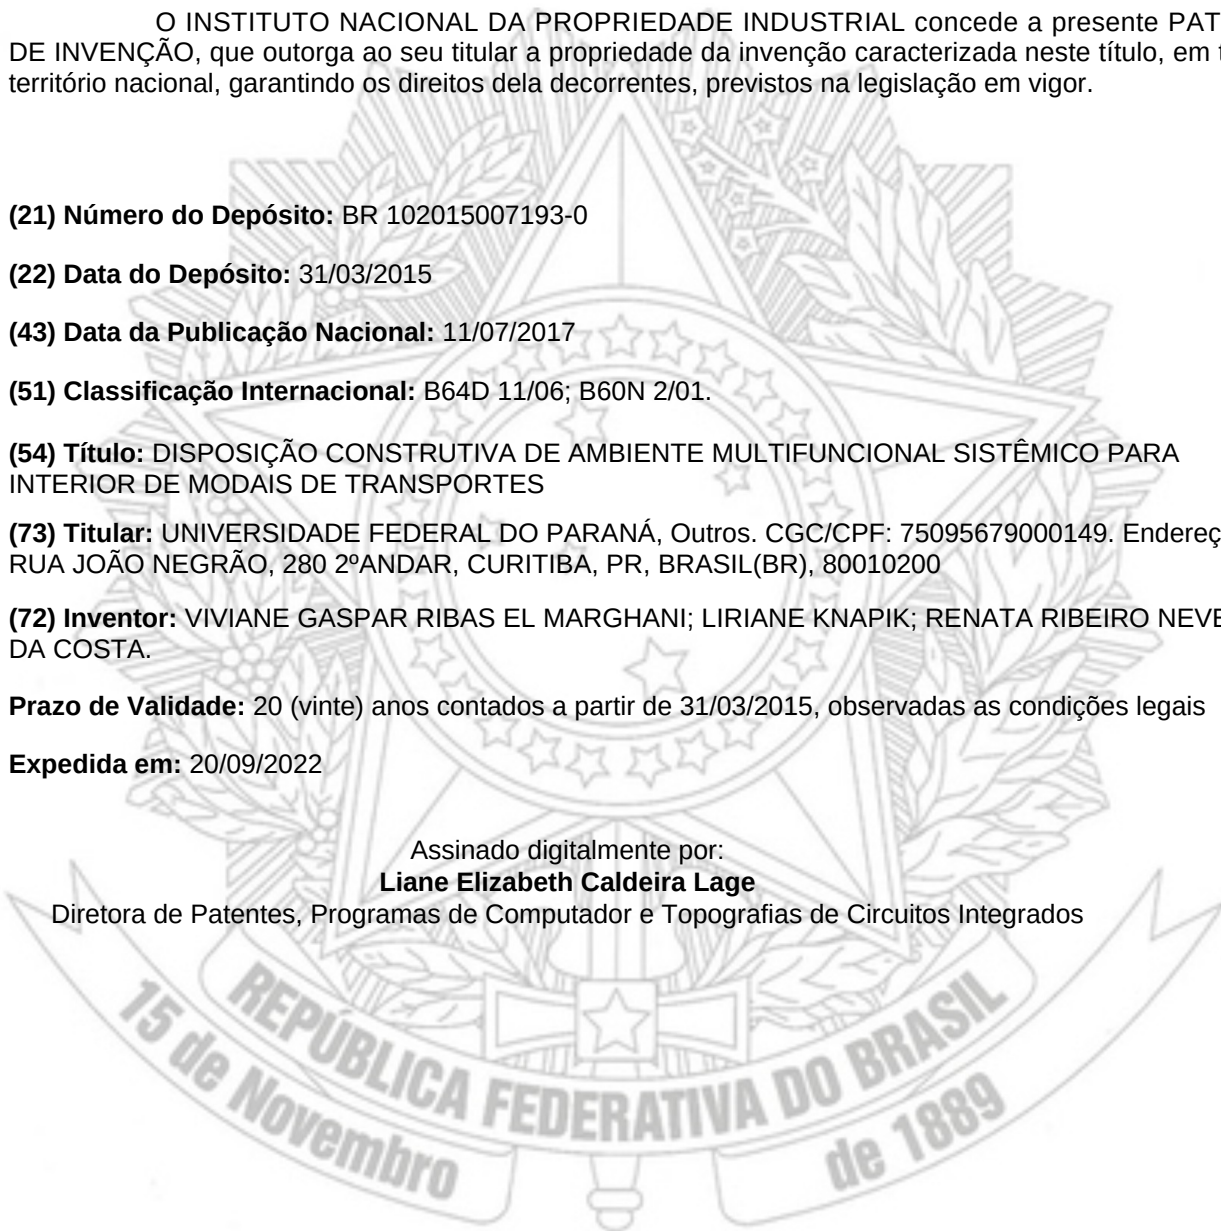 O INSTITUTO NACIONAL DA PROPRIEDADE INDUSTRIAL concede a presente PAT
DE INVENÇÃO, que outorga ao seu titular a propriedade da invenção caracterizada neste título, em t
território nacional, garantindo os direitos dela decorrentes, previstos na legislação em vigor.
(21) Número do Depósito: BR 102015007193-0
(22) Data do Depósito: 31/03/2015
(43) Data da Publicação Nacional: 11/07/2017
(51) Classificação Internacional: B64D 11/06; B60N 2/01.
(54) Título: DISPOSIÇÃO CONSTRUTIVA DE AMBIENTE MULTIFUNCIONAL SISTÊMICO PARA
INTERIOR DE MODAIS DE TRANSPORTES
(73) Titular: UNIVERSIDADE FEDERAL DO PARANÁ, Outros. CGC/CPF: 75095679000149. Endereç
RUA JOÃO NEGRÃO, 280 2ºANDAR, CURITIBA, PR, BRASIL(BR), 80010200
(72) Inventor: VIVIANE GASPAR RIBAS EL MARGHANI; LIRIANE KNAPIK; RENATA RIBEIRO NEVE
DA COSTA.
Prazo de Validade: 20 (vinte) anos contados a partir de 31/03/2015, observadas as condições legais
Expedida em: 20/09/2022
Assinado digitalmente por:
Liane Elizabeth Caldeira Lage
Diretora de Patentes, Programas de Computador e Topografias de Circuitos Integrados
REPÚBLICA FEDERATIVA DO BRASIL
15 de Novembro de 1889